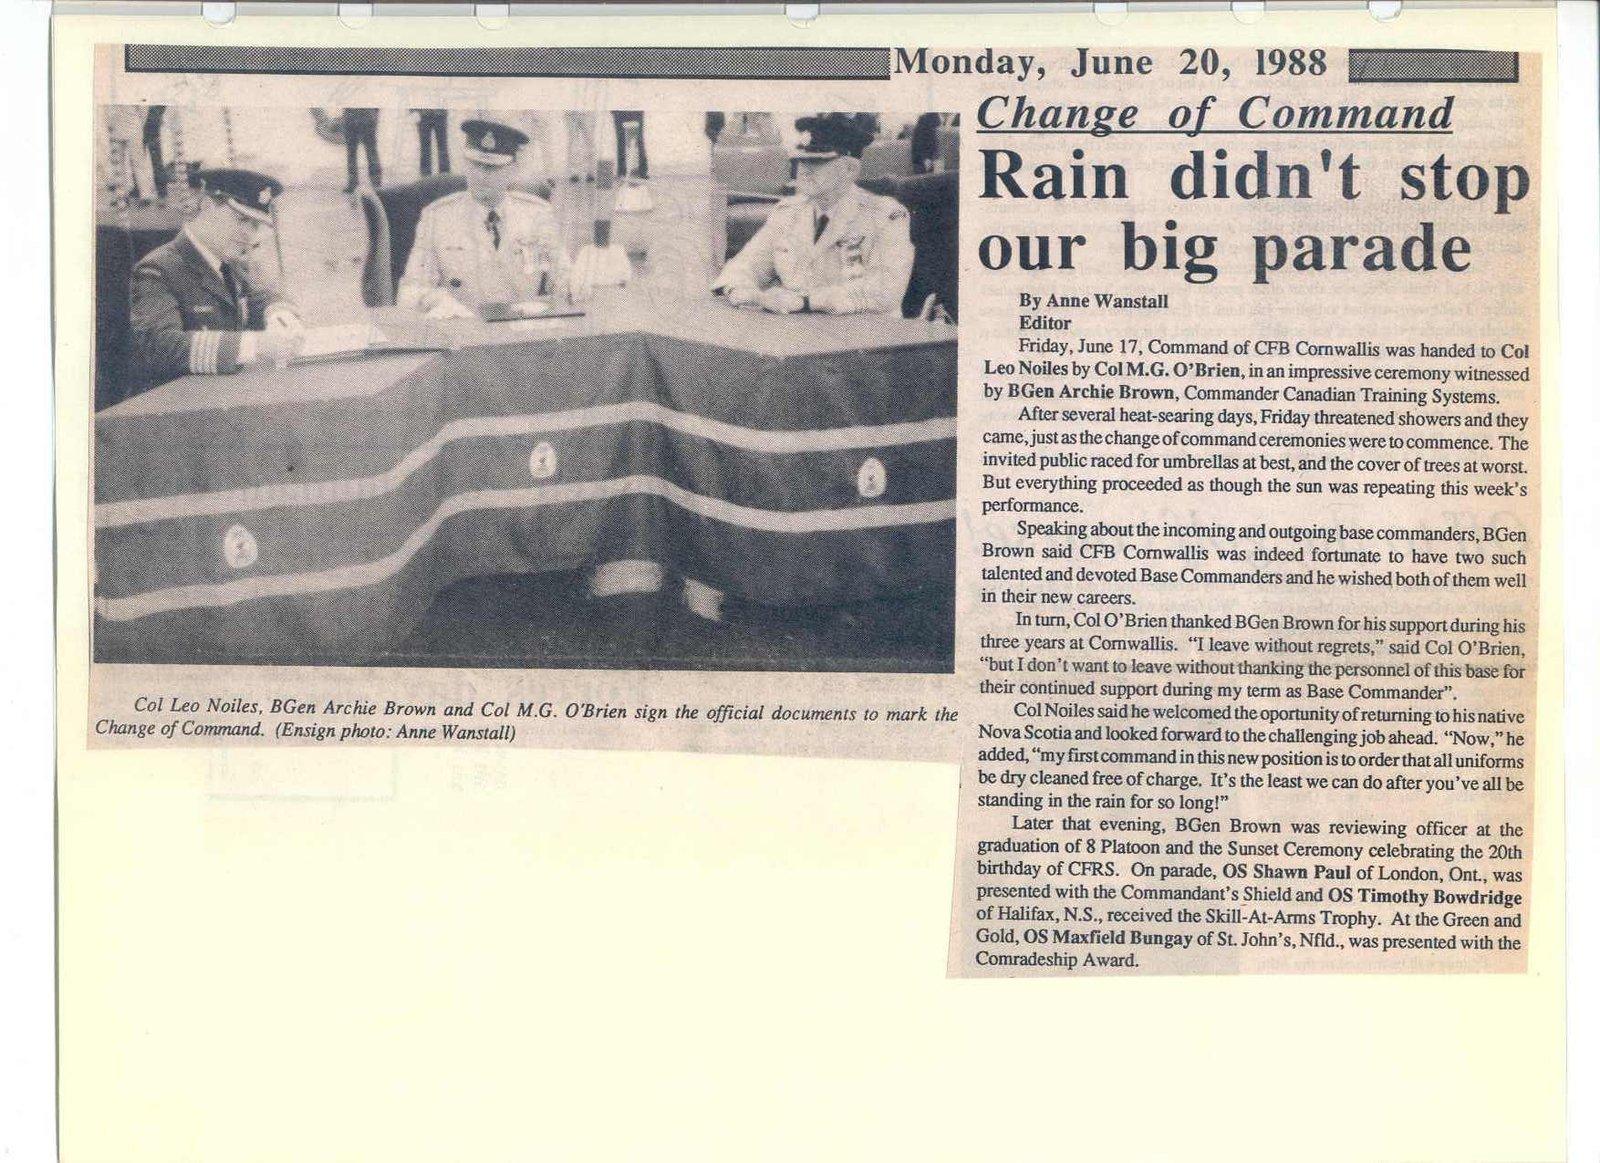 Monday, June 20, 1988
Change of Command
Rain didn't stop
our big parade
By Anne Wanstall
Editor
Friday, June 17, Command of CFB Cornwallis was handed to Col
Leo Noiles by Col M.G. O'Brien, in an impressive ceremony witnessed
by BGen Archie Brown, Commander Canadian Training Systems.
After several heat-searing days, Friday threatened showers and they
came, just as the change of command ceremonies were to commence. The
invited public raced for umbrellas at best, and the cover of trees at worst.
But everything proceeded as though the sun was repeating this week's
performance.
Speaking about the incoming and outgoing base commanders, BGen
Brown said CFB Cornwallis was indeed fortunate to have two such
talented and devoted Base Commanders and he wished both of them well
in their new careers.
In turn, Col O'Brien thanked BGen Brown for his support during his
three years at Cornwallis. "I leave without regrets," said Col O'Brien,
"but I don't want to leave without thanking the personnel of this base for
their continued support during my term as Base Commander".
Col Noiles said he welcomed the oportunity of returning to his native
Nova Scotia and looked forward to the challenging job ahead. "Now," he
added, "my first command in this new position is to order that all uniforms
be dry cleaned free of charge. It's the least we can do after you've all be
standing in the rain for so long!"
Later that evening, BGen Brown was reviewing officer at the
graduation of 8 Platoon and the Sunset Ceremony celebrating the 20th
birthday of CFRS. On parade, OS Shawn Paul of London, Ont., was
presented with the Commandant's Shield and OS Timothy Bowdridge
of Halifax, N.S., received the Skill-At-Arms Trophy. At the Green and
Gold, OS Maxfield Bungay of St. John's, Nfld., was presented with the
Comradeship Award.
Col Leo Noiles, BGen Archie Brown and Col M.G. O'Brien sign the official documents to mark the
Change of Command. (Ensign photo: Anne Wanstall)